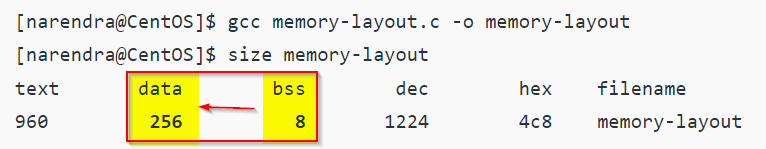 [narendra@CentOS]$ gcc memory-layout.c -o memory-layout
[narendra@CentOS]$ size memory-layout
text data bss dec hex filename
960 256 8 1224 4c8 memory-layout